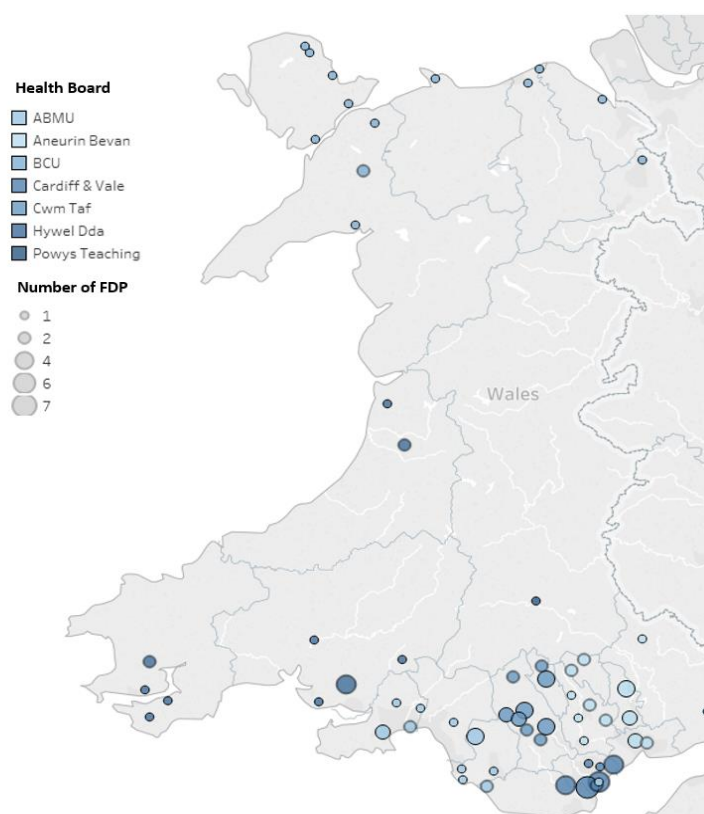 Health Board
ABMU
Aneurin Bevan
BCU
Cardiff & Vale
Cwm Taf
Hywel Dda
Powys Teaching
Number of FDP
1
2
4
6
7
Wales